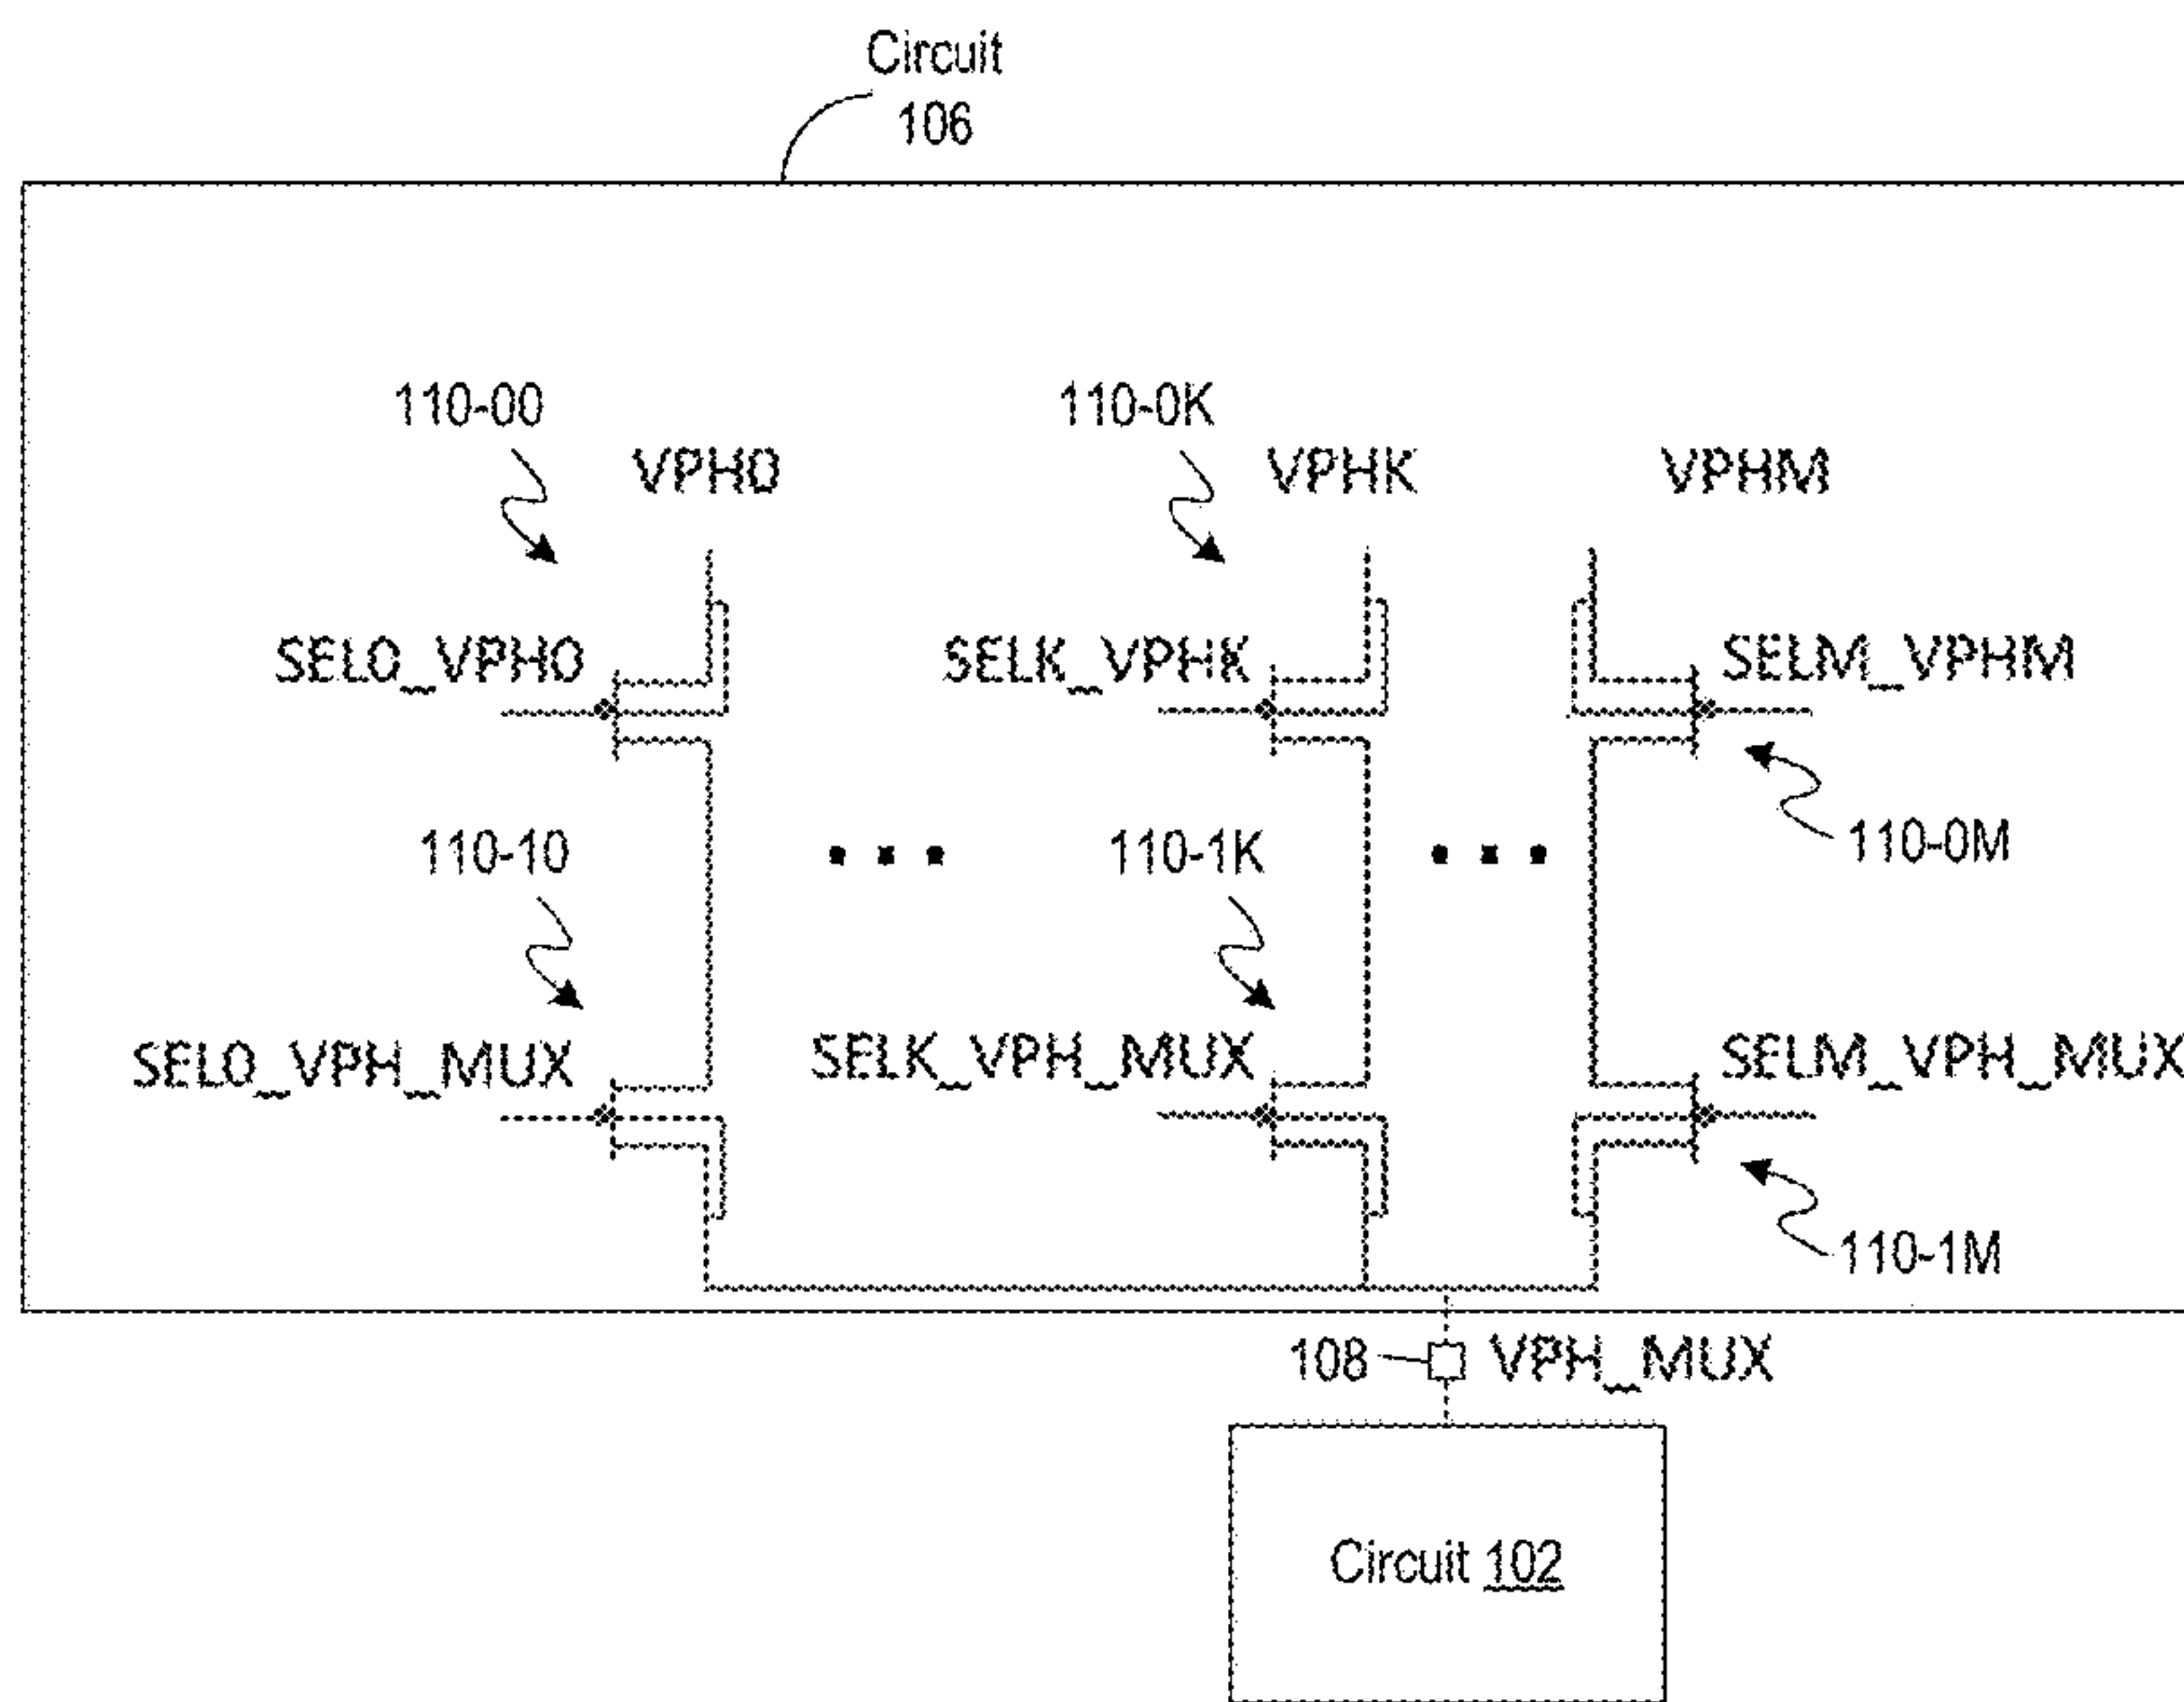 Circuit
106
110-00
110-0K
VPH0
VPHK
VPHM
SEL0_VPH0
SELK_VPHK
SELM_VPHM
110-10
110-1K
110-0M
SEL0_VPH_MUX
SELK_VPH_MUX
SELM_VPH_MUX
110-1M
108
VPH_MUX
Circuit 102